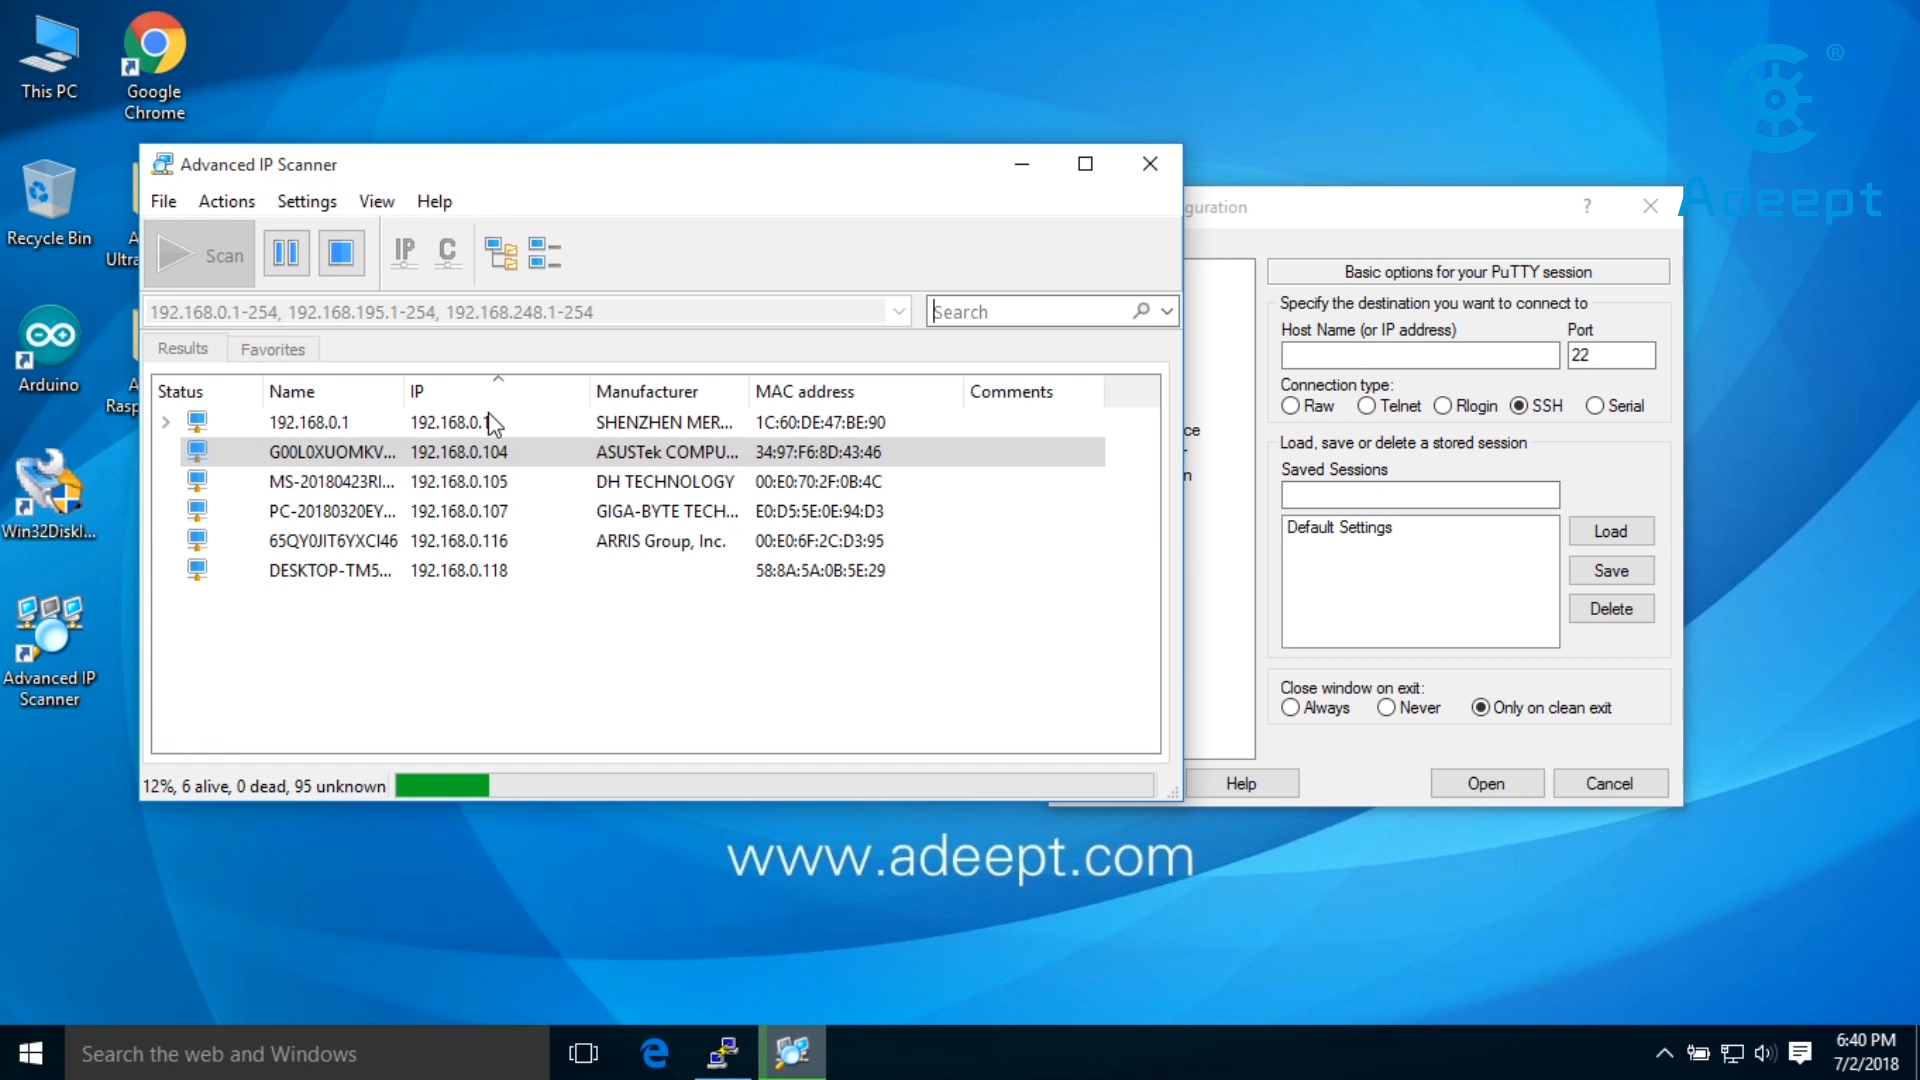 This PC
Google
Chrome
Recycle Bin
A
Ultra
Arduino
A
Rasp
Win32DiskI...
Advanced IP
Scanner
Advanced IP Scanner
File Actions Settings View Help
Scan
IP C
192.168.0.1-254, 192.168.195.1-254, 192.168.248.1-254
Search
Results Favorites
Status Name IP Manufacturer MAC address Comments
192.168.0.1 192.168.0.1 SHENZHEN MER... 1C:60:DE:47:BE:90
G00L0XUOMKV... 192.168.0.104 ASUSTek COMPU... 34:97:F6:8D:43:46
MS-20180423RI... 192.168.0.105 DH TECHNOLOGY 00:E0:70:2F:0B:4C
PC-20180320EY... 192.168.0.107 GIGA-BYTE TECH... E0:D5:5E:0E:94:D3
65QY0JIT6YXCI46 192.168.0.116 ARRIS Group, Inc. 00:E0:6F:2C:D3:95
DESKTOP-TM5... 192.168.0.118 58:8A:5A:0B:5E:29
12%, 6 alive, 0 dead, 95 unknown
guration ?
Basic options for your PuTTY session
Specify the destination you want to connect to
Host Name (or IP address) Port
22
Connection type:
Raw Telnet Rlogin SSH Serial
ce
n
Load, save or delete a stored session
Saved Sessions
Default Settings
Load
Save
Delete
Close window on exit:
Always Never Only on clean exit
Help Open Cancel
®
Adeept
www.adeept.com
Search the web and Windows
6:40 PM
7/2/2018